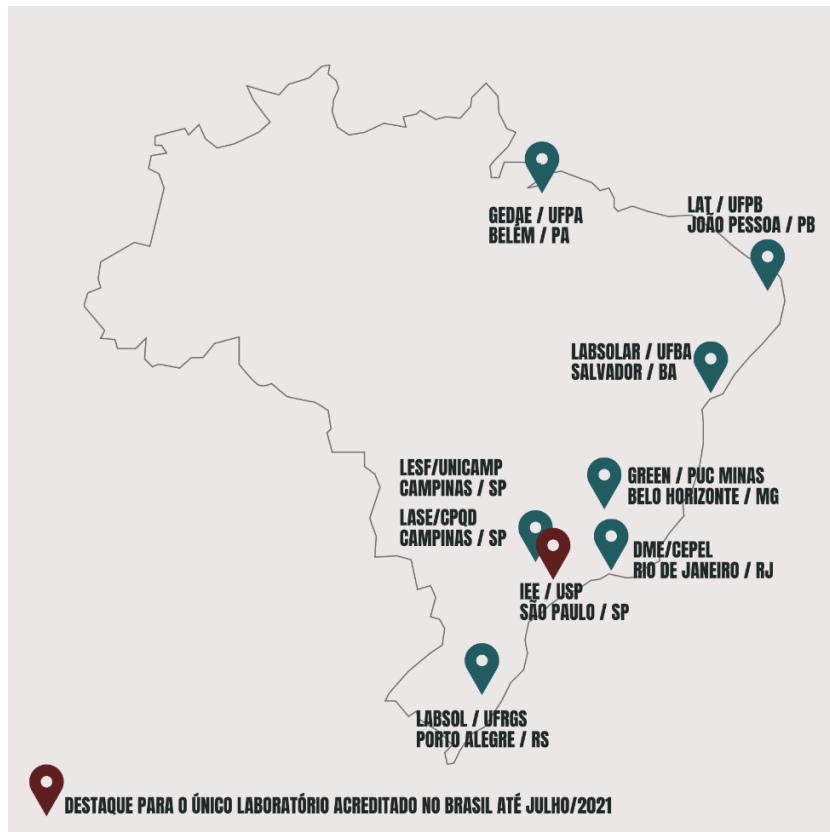 GEDAE / UFPA
BELÉM / PA
LAT / UFPB
JOÃO PESSOA / PB
LABSOLAR / UFBA
SALVADOR / BA
LESF/UNICAMP
CAMPINAS / SP
LASE/CPQD
CAMPINAS / SP
GREEN / PUC MINAS
BELO HORIZONTE / MG
DME/CEPEL
RIO DE JANEIRO / RJ
IEE / USP
SÃO PAULO / SP
LABSOL / UFRGS
PORTO ALEGRE / RS
DESTAQUE PARA O ÚNICO LABORATÓRIO ACREDITADO NO BRASIL ATÉ JULHO/2021